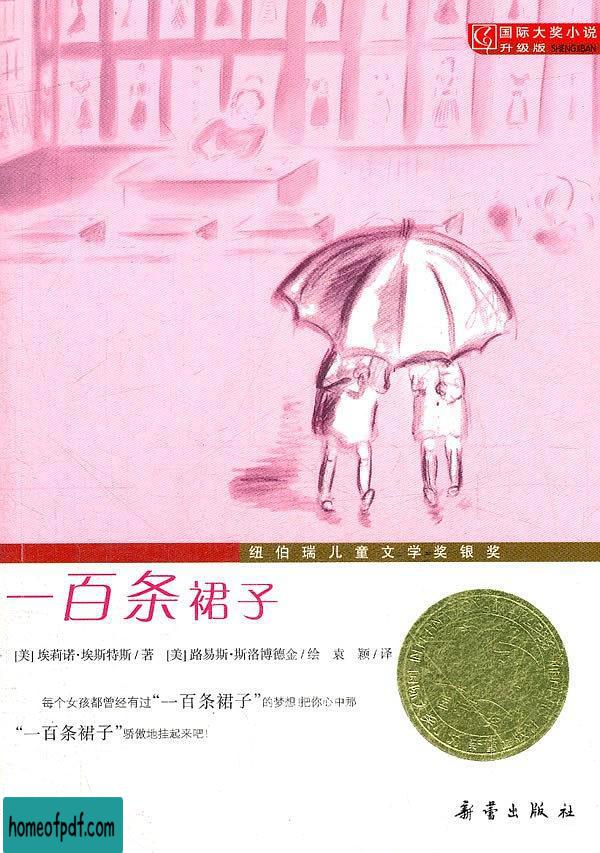 国际大奖小说
升级版 SHENGJIBAN
纽伯瑞儿童文学奖银奖
一百条裙子
[美]埃莉诺·埃斯特斯/著 [美]路易斯·斯洛博德金/绘 袁 颖/译
每个女孩都曾经有过“一百条裙子”的梦想!把你心中那
“一百条裙子”骄傲地挂起来吧!
新蕾出版社
homeofpdf.com